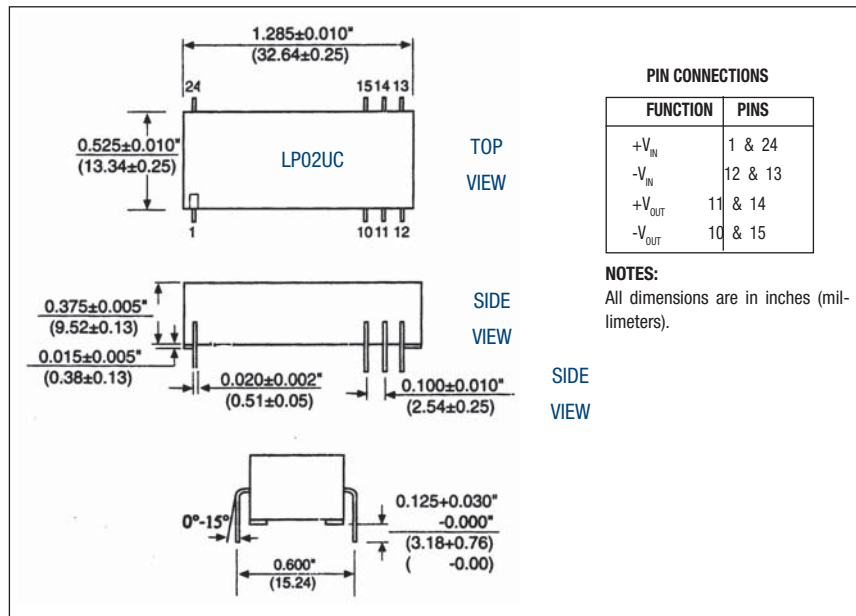 1.285±0.010"
(32.64±0.25)
24
15 14 13
0.525±0.010"
(13.34±0.25)
LP02UC
TOP
VIEW
1
10 11 12
PIN CONNECTIONS
FUNCTION PINS
+V_IN 1 & 24
-V_IN 12 & 13
+V_OUT 11 & 14
-V_OUT 10 & 15
NOTES:
All dimensions are in inches (mil-
limeters).
0.375±0.005"
(9.52±0.13)
SIDE
VIEW
0.015±0.005"
(0.38±0.13)
0.020±0.002"
(0.51±0.05)
0.100±0.010"
(2.54±0.25)
SIDE
VIEW
0°-15°
0.125+0.030"
-0.000"
(3.18+0.76)
( -0.00)
0.600"
(15.24)